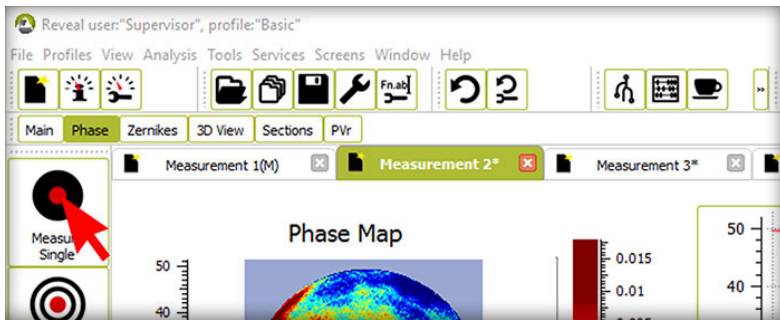 Reveal user:"Supervisor", profile:"Basic"
File Profiles View Analysis Tools Services Screens Window Help
Fn.ab
»
Main Phase Zernikes 3D View Sections PVr
Measurement 1(M) Measurement 2* Measurement 3*
Single
Phase Map
50
40
0.015
0.01
50
40